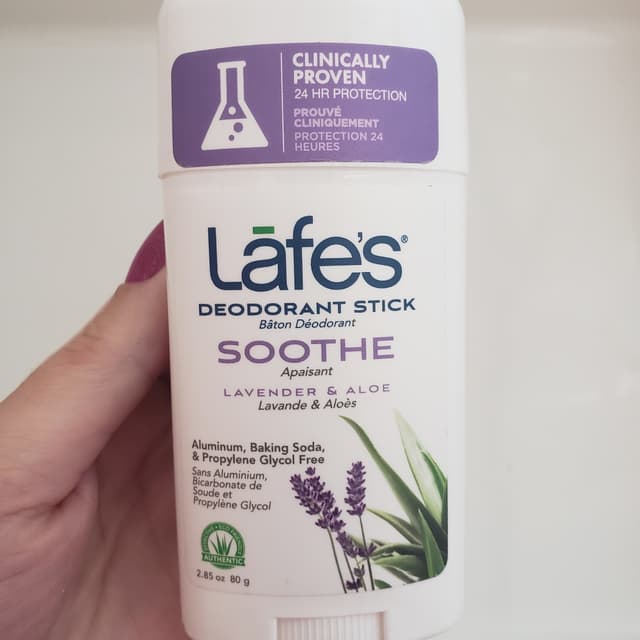 CLINICALLY
PROVEN
24 HR PROTECTION
PROUVÉ
CLINIQUEMENT
PROTECTION 24
HEURES
Lāfe's®
DEODORANT STICK
Bâton Déodorant
SOOTHE
Apaisant
LAVENDER & ALOE
Lavande & Aloès
Aluminum, Baking Soda,
& Propylene Glycol Free
Sans Aluminium,
Bicarbonate de
Soude et
Propylène Glycol
AUTHENTIC
2.85 oz 80 g